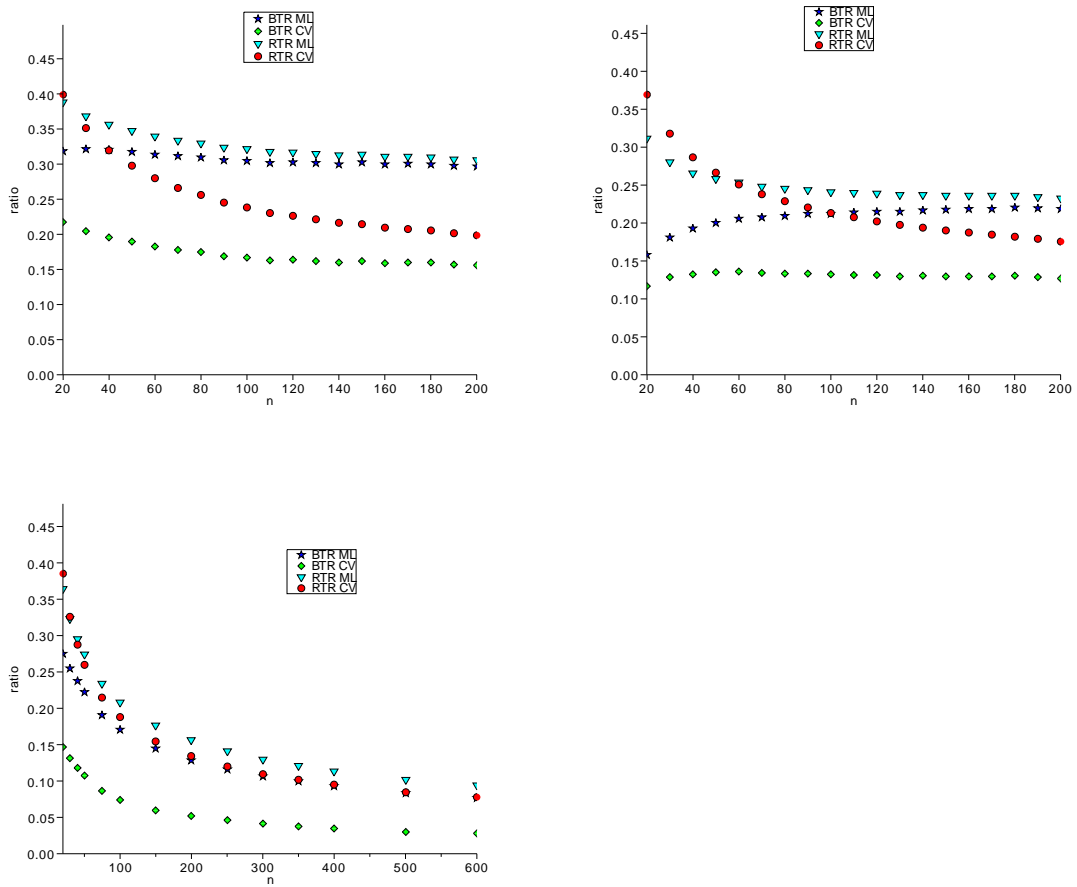 BTR ML
BTR CV
RTR ML
RTR CV
0.45
0.40
0.35
0.30
0.25
0.20
0.15
0.10
0.05
0.00
ratio
20 40 60 80 100 120 140 160 180 200
n
BTR ML
BTR CV
RTR ML
RTR CV
0.45
0.40
0.35
0.30
0.25
0.20
0.15
0.10
0.05
0.00
ratio
20 40 60 80 100 120 140 160 180 200
n
BTR ML
BTR CV
RTR ML
RTR CV
0.45
0.40
0.35
0.30
0.25
0.20
0.15
0.10
0.05
0.00
ratio
100 200 300 400 500 600
n